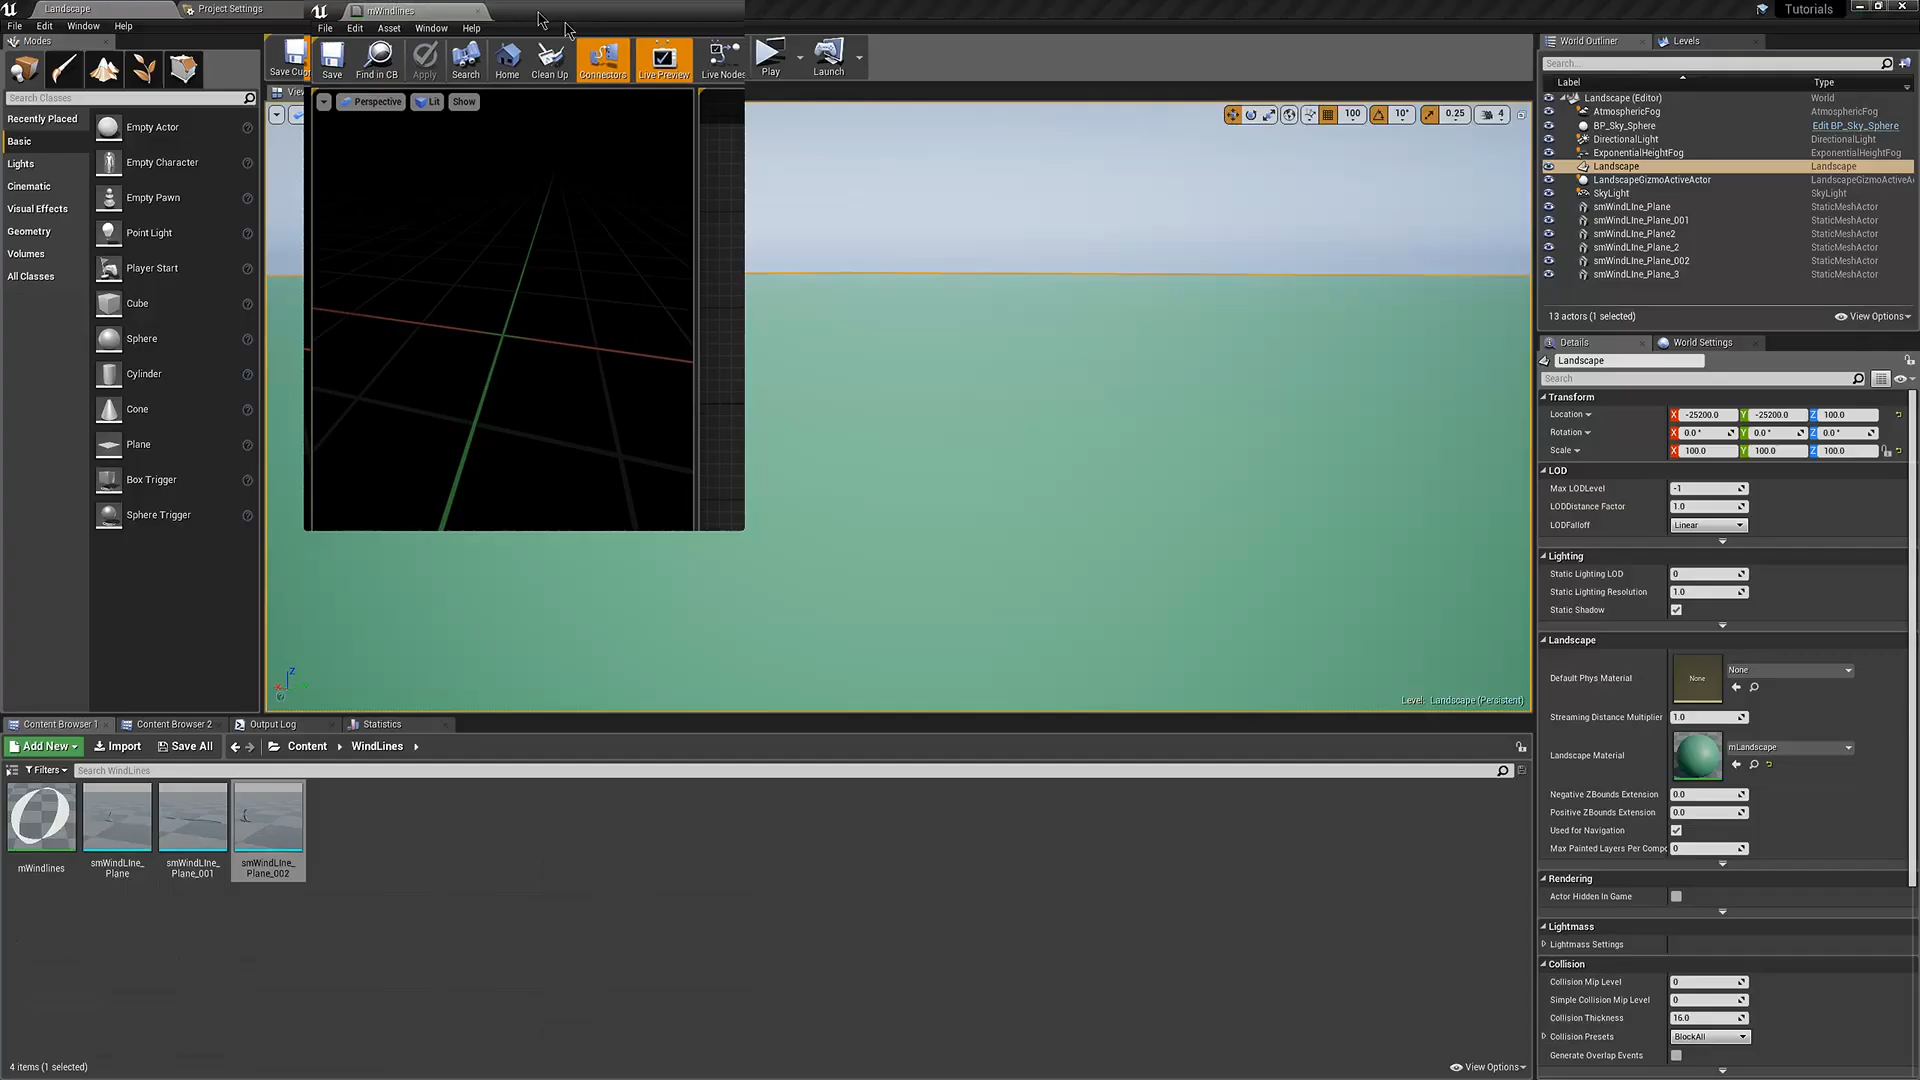 Landscape
Project Settings
mWindlines
Tutorials
File
Edit
Window
Help
File
Edit
Asset
Window
Help
Modes
Save
Find in CB
Apply
Search
Home
Clean Up
Connectors
Live Preview
Live Nodes
Play
Launch
World Outliner
Levels
Search Classes
Perspective
Lit
Show
Search...
Label
Type
Recently Placed
Basic
Lights
Cinematic
Visual Effects
Geometry
Volumes
All Classes
Empty Actor
Empty Character
Empty Pawn
Point Light
Player Start
Cube
Sphere
Cylinder
Cone
Plane
Box Trigger
Sphere Trigger
100
10°
0.25
4
Landscape (Editor) World
AtmosphericFog AtmosphericFog
BP_Sky_Sphere Edit BP_Sky_Sphere
DirectionalLight DirectionalLight
ExponentialHeightFog ExponentialHeightFog
Landscape Landscape
LandscapeGizmoActiveActor LandscapeGizmoActiveA
SkyLight SkyLight
smWindLIne_Plane StaticMeshActor
smWindLIne_Plane_001 StaticMeshActor
smWindLIne_Plane2 StaticMeshActor
smWindLIne_Plane_2 StaticMeshActor
smWindLIne_Plane_002 StaticMeshActor
smWindLIne_Plane_3 StaticMeshActor
13 actors (1 selected)
View Options
Details
World Settings
Landscape
Search
Transform
Location X -25200.0 Y -25200.0 Z 100.0
Rotation X 0.0 ° Y 0.0 ° Z 0.0 °
Scale X 100.0 Y 100.0 Z 100.0
LOD
Max LODLevel -1
LODDistance Factor 1.0
LODFalloff Linear
Lighting
Static Lighting LOD 0
Static Lighting Resolution 1.0
Static Shadow
Landscape
Default Phys Material None None
Streaming Distance Multiplier 1.0
Landscape Material mLandscape
Negative ZBounds Extension 0.0
Positive ZBounds Extension 0.0
Used for Navigation
Max Painted Layers Per Compo 0
Rendering
Actor Hidden In Game
Lightmass
Lightmass Settings
Collision
Collision Mip Level 0
Simple Collision Mip Level 0
Collision Thickness 16.0
Collision Presets BlockAll
Generate Overlap Events
Z
Level: Landscape (Persistent)
Content Browser 1
Content Browser 2
Output Log
Statistics
Add New
Import
Save All
Content
WindLines
Filters
Search WindLines
mWindlines
smWindLIne_
Plane
smWindLIne_
Plane_001
smWindLIne_
Plane_002
4 items (1 selected)
View Options